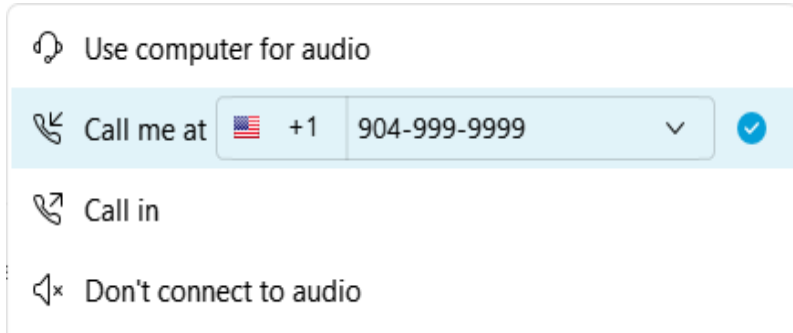 Use computer for audio
Call me at +1 904-999-9999
Call in
Don't connect to audio